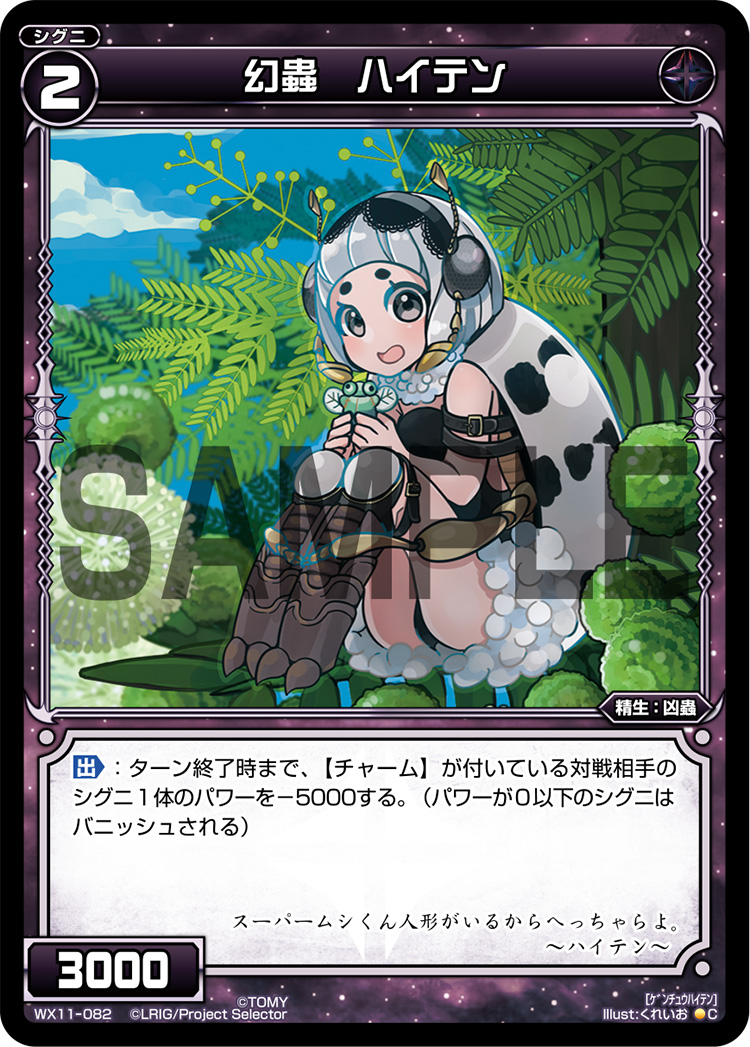 シグニ
2
幻蟲 ハイテン
SAMPLE
精生：凶蟲
出：ターン終了時まで、【チャーム】が付いている対戦相手の
シグニ１体のパワーを－5000する。（パワーが０以下のシグニは
バニッシュされる）
スーパームシくん人形がいるからへっちゃらよ。
～ハイテン～
3000
©TOMY
WX11-082 ©LRIG/Project Selector
[ｹﾞﾝﾁｭｳﾊｲﾃﾝ]
Illust:くれいお C